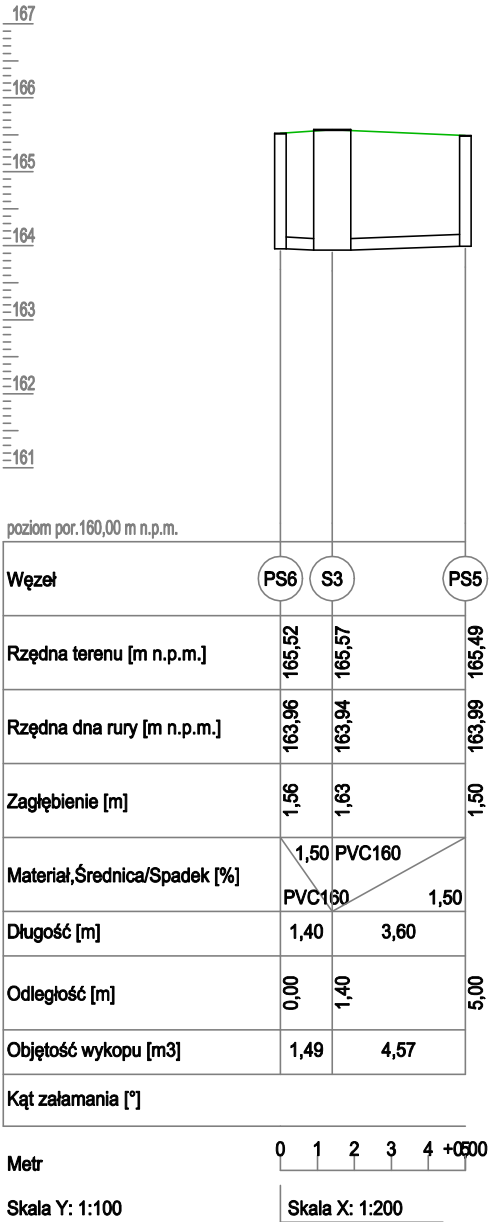 167
166
165
164
163
162
161
poziom por.160,00 m n.p.m.
Węzeł PS6 S3 PS5
Rzędna terenu [m n.p.m.] 165,52 165,57 165,49
Rzędna dna rury [m n.p.m.] 163,96 163,94 163,99
Zagłębienie [m] 1,56 1,63 1,50
1,50 PVC160
Materiał,Średnica/Spadek [%]
PVC160 1,50
Długość [m] 1,40 3,60
Odległość [m] 0,00 1,40 5,00
Objętość wykopu [m3] 1,49 4,57
Kąt załamania [°]
Metr 0 1 2 3 4
Skala Y: 1:100 Skala X: 1:200